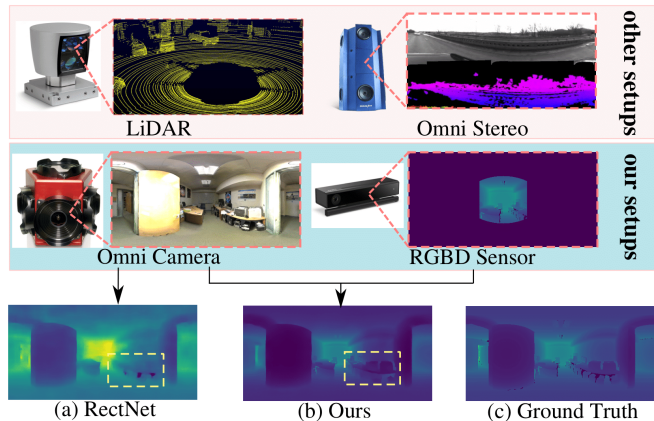 LiDAR
Omni Stereo
other setups
Omni Camera
RGBD Sensor
our setups
(a) RectNet
(b) Ours
(c) Ground Truth